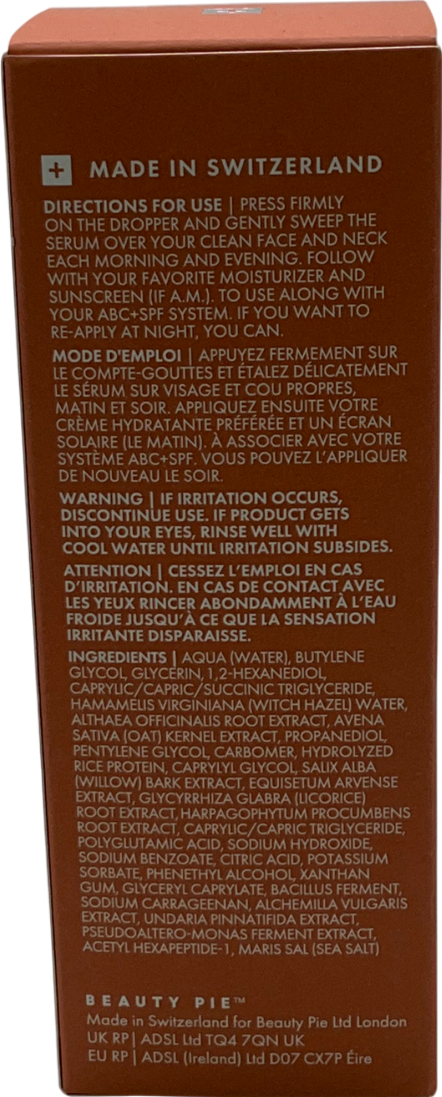 MADE IN SWITZERLAND
DIRECTIONS FOR USE | PRESS FIRMLY
ON THE DROPPER AND GENTLY SWEEP THE
SERUM OVER YOUR CLEAN FACE AND NECK
EACH MORNING AND EVENING. FOLLOW
WITH YOUR FAVORITE MOISTURIZER AND
SUNSCREEN (IF A.M.). TO USE ALONG WITH
YOUR ABC+SPF SYSTEM. IF YOU WANT TO
RE-APPLY AT NIGHT, YOU CAN.
MODE D'EMPLOI | APPUYEZ FERMEMENT SUR
LE COMPTE-GOUTTES ET ÉTALEZ DÉLICATEMENT
LE SÉRUM SUR VISAGE ET COU PROPRES,
MATIN ET SOIR. APPLIQUEZ ENSUITE VOTRE
CRÈME HYDRATANTE PRÉFÉRÉE ET UN ÉCRAN
SOLAIRE (LE MATIN). À ASSOCIER AVEC VOTRE
SYSTÈME ABC+SPF. VOUS POUVEZ L'APPLIQUER
DE NOUVEAU LE SOIR.
WARNING | IF IRRITATION OCCURS,
DISCONTINUE USE. IF PRODUCT GETS
INTO YOUR EYES, RINSE WELL WITH
COOL WATER UNTIL IRRITATION SUBSIDES.
ATTENTION | CESSEZ L'EMPLOI EN CAS
D'IRRITATION. EN CAS DE CONTACT AVEC
LES YEUX RINCER ABONDAMMENT À L'EAU
FROIDE JUSQU'À CE QUE LA SENSATION
IRRITANTE DISPARAISSE.
INGREDIENTS | AQUA (WATER), BUTYLENE
GLYCOL, GLYCERIN, 1,2-HEXANEDIOL,
CAPRYLIC/CAPRIC/SUCCINIC TRIGLYCERIDE,
HAMAMELIS VIRGINIANA (WITCH HAZEL) WATER,
ALTHAEA OFFICINALIS ROOT EXTRACT, AVENA
SATIVA (OAT) KERNEL EXTRACT, PROPANEDIOL,
PENTYLENE GLYCOL, CARBOMER, HYDROLYZED
RICE PROTEIN, CAPRYLYL GLYCOL, SALIX ALBA
(WILLOW) BARK EXTRACT, EQUISETUM ARVENSE
EXTRACT, GLYCYRRHIZA GLABRA (LICORICE)
ROOT EXTRACT, HARPAGOPHYTUM PROCUMBENS
ROOT EXTRACT, CAPRYLIC/CAPRIC TRIGLYCERIDE,
POLYGLUTAMIC ACID, SODIUM HYDROXIDE,
SODIUM BENZOATE, CITRIC ACID, POTASSIUM
SORBATE, PHENETHYL ALCOHOL, XANTHAN
GUM, GLYCERYL CAPRYLATE, BACILLUS FERMENT,
SODIUM CARRAGEENAN, ALCHEMILLA VULGARIS
EXTRACT, UNDARIA PINNATIFIDA EXTRACT,
PSEUDOALTERO-MONAS FERMENT EXTRACT,
ACETYL HEXAPEPTIDE-1, MARIS SAL (SEA SALT)
BEAUTY PIE™
Made in Switzerland for Beauty Pie Ltd London
UK RP | ADSL Ltd TQ4 7QN UK
EU RP | ADSL (Ireland) Ltd D07 CX7P Éire